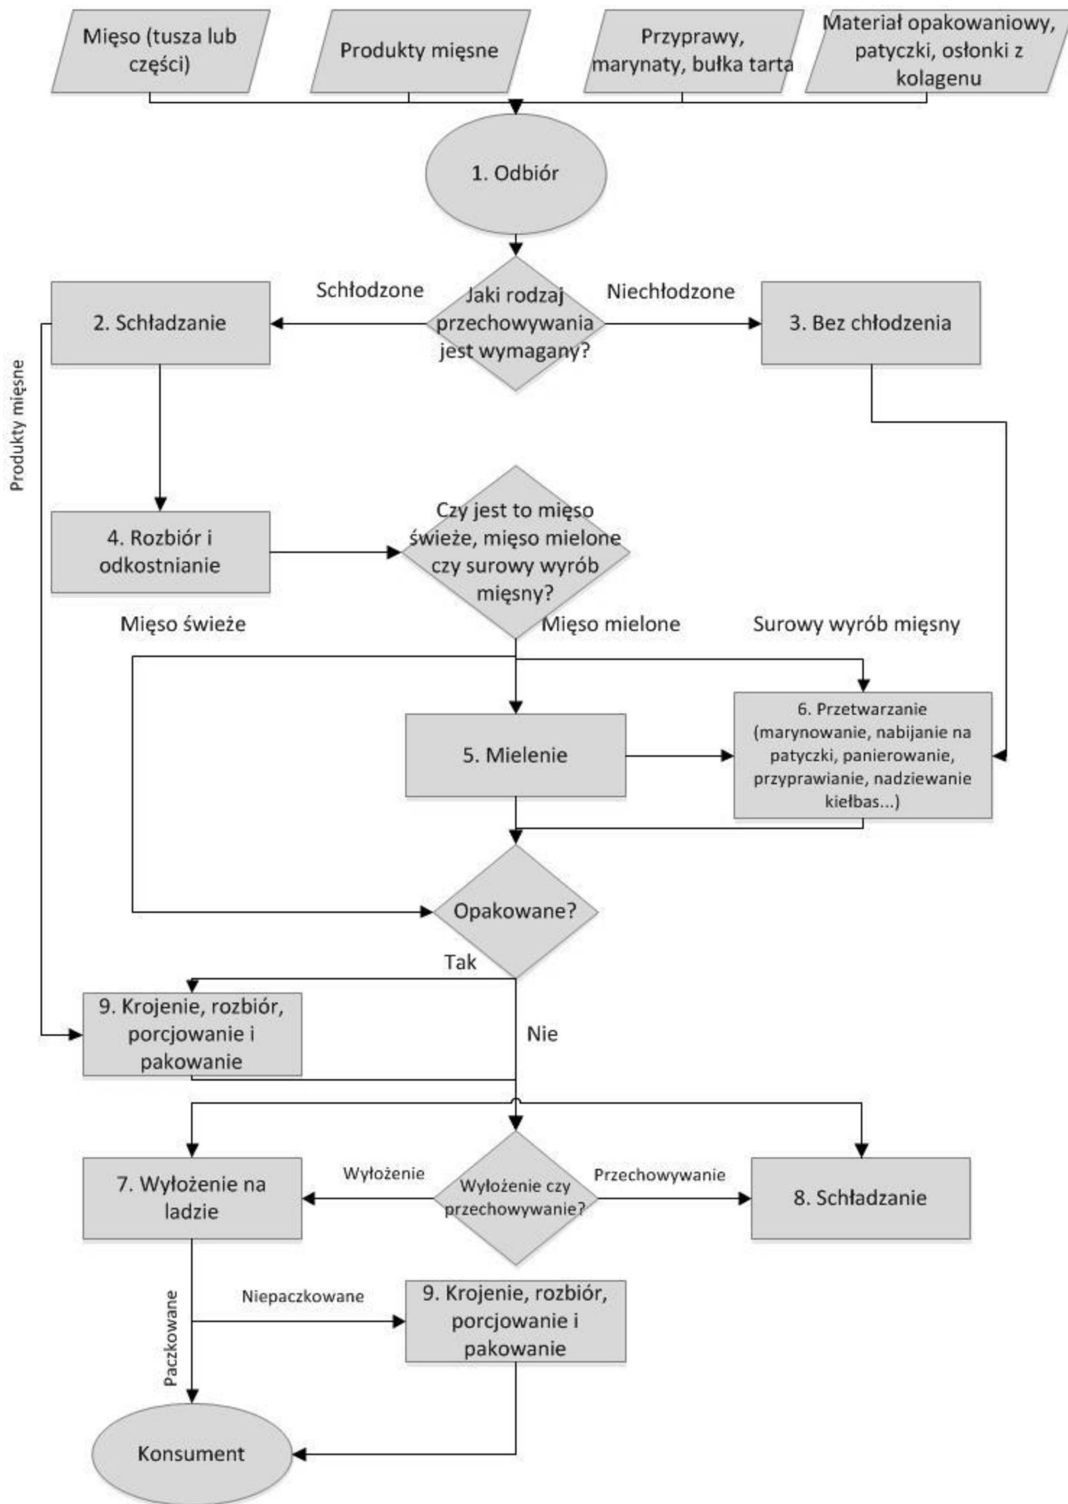 Mięso (tusza lub
części)
Produkty mięsne
Przyprawy,
marynaty, bułka tarta
Materiał opakowaniowy,
patyczki, osłonki z
kolagenu
1. Odbiór
Schłodzone
Jaki rodzaj
przechowywania
jest wymagany?
Niechłodzone
2. Schładzanie
3. Bez chłodzenia
Produkty mięsne
4. Rozbiór i
odkostnianie
Czy jest to mięso
świeże, mięso mielone
czy surowy wyrób
mięsny?
Mięso świeże
Mięso mielone
Surowy wyrób mięsny
5. Mielenie
6. Przetwarzanie
(marynowanie, nabijanie na
patyczki, panierowanie,
przyprawianie, nadziewanie
kiełbas...)
Opakowane?
Tak
9. Krojenie, rozbiór,
porcjowanie i
pakowanie
Nie
7. Wyłożenie na
ladzie
Wyłożenie
Wyłożenie czy
przechowywanie?
Przechowywanie
8. Schładzanie
Paczkowane
Niepaczkowane
9. Krojenie, rozbiór,
porcjowanie i
pakowanie
Konsument